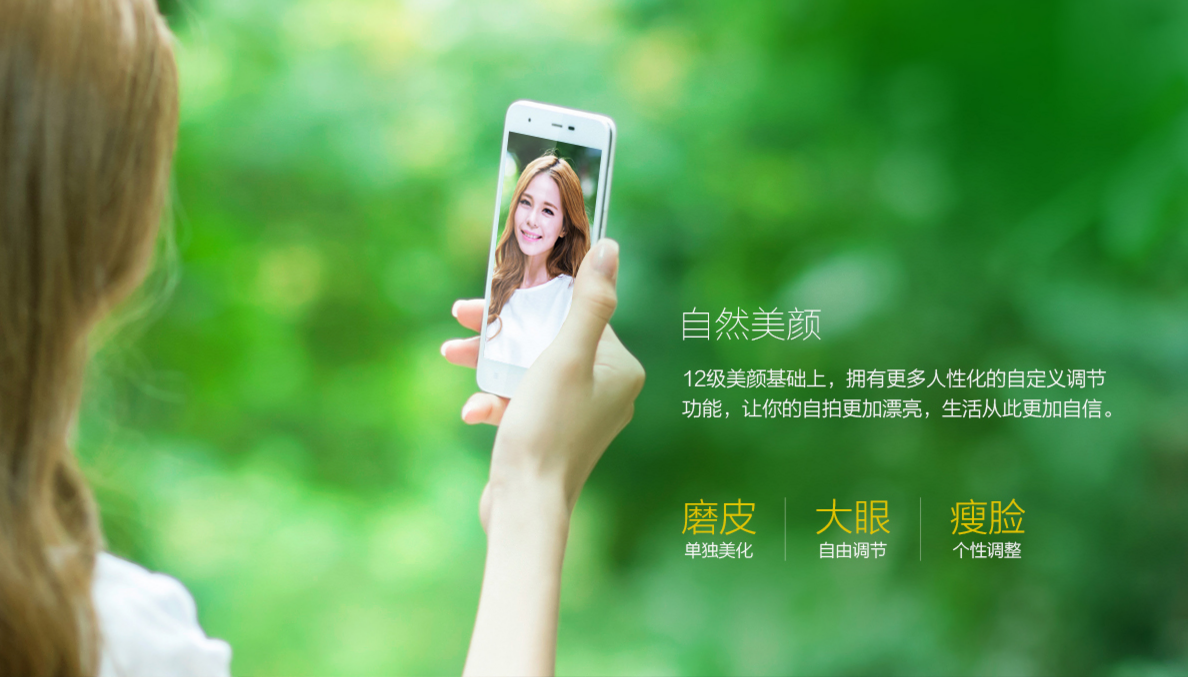 自然美颜
12级美颜基础上，拥有更多人性化的自定义调节
功能，让你的自拍更加漂亮，生活从此更加自信。
磨皮 大眼 瘦脸
单独美化 自由调节 个性调整